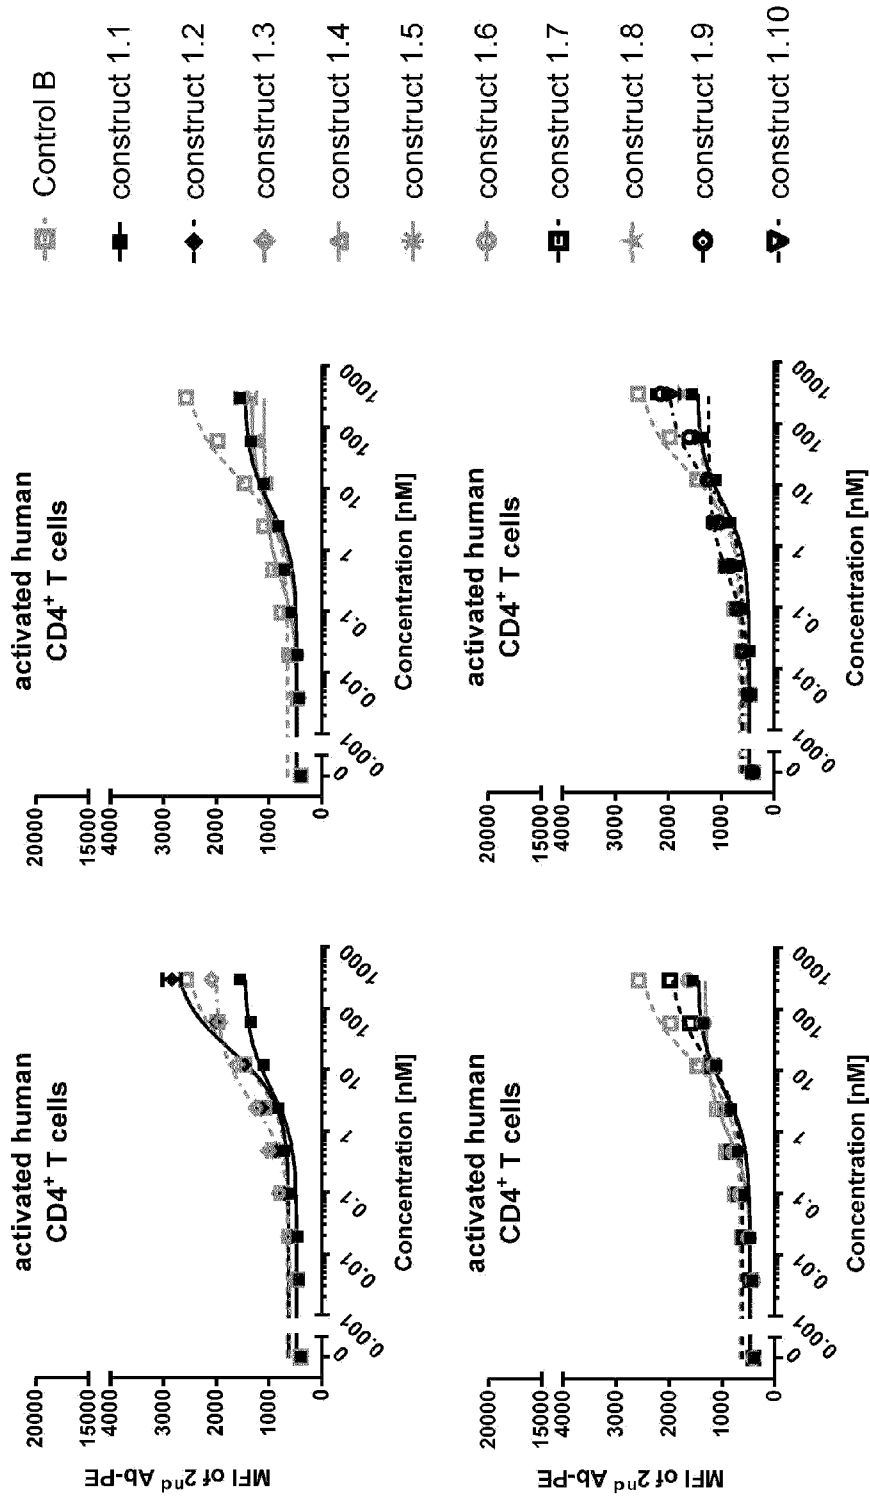 activated human
CD4⁺ T cells
MFI of 2ⁿᵈ Ab-PE
20000
15000
4000
3000
2000
1000
0
0
0.001
0.01
0.1
1
10
100
1000
Concentration [nM]
activated human
CD4⁺ T cells
20000
15000
4000
3000
2000
1000
0
0
0.001
0.01
0.1
1
10
100
1000
Concentration [nM]
activated human
CD4⁺ T cells
MFI of 2ⁿᵈ Ab-PE
20000
15000
4000
3000
2000
1000
0
0
0.001
0.01
0.1
1
10
100
1000
Concentration [nM]
activated human
CD4⁺ T cells
20000
15000
4000
3000
2000
1000
0
0
0.001
0.01
0.1
1
10
100
1000
Concentration [nM]
Control B
construct 1.1
construct 1.2
construct 1.3
construct 1.4
construct 1.5
construct 1.6
construct 1.7
construct 1.8
construct 1.9
construct 1.10